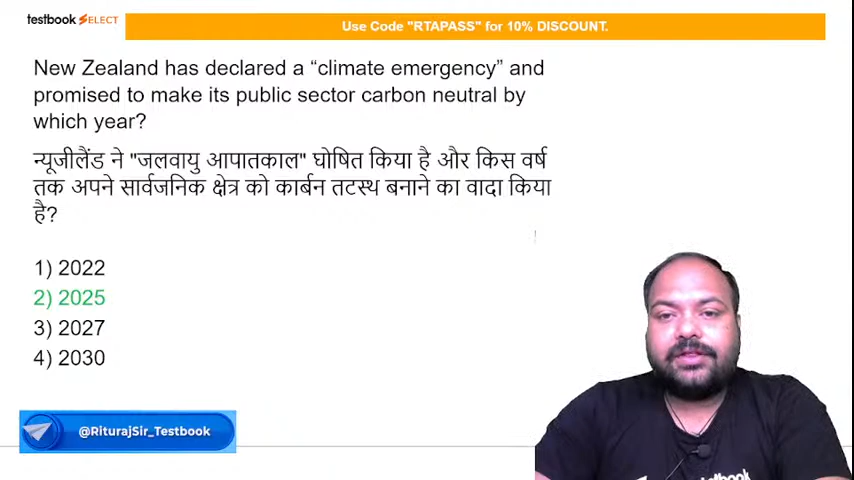 testbook SELECT
Use Code "RTAPASS" for 10% DISCOUNT.
New Zealand has declared a “climate emergency” and
promised to make its public sector carbon neutral by
which year?
न्यूजीलैंड ने "जलवायु आपातकाल" घोषित किया है और किस वर्ष
तक अपने सार्वजनिक क्षेत्र को कार्बन तटस्थ बनाने का वादा किया
है?
1) 2022
2) 2025
3) 2027
4) 2030
@RiturajSir_Testbook
testbook